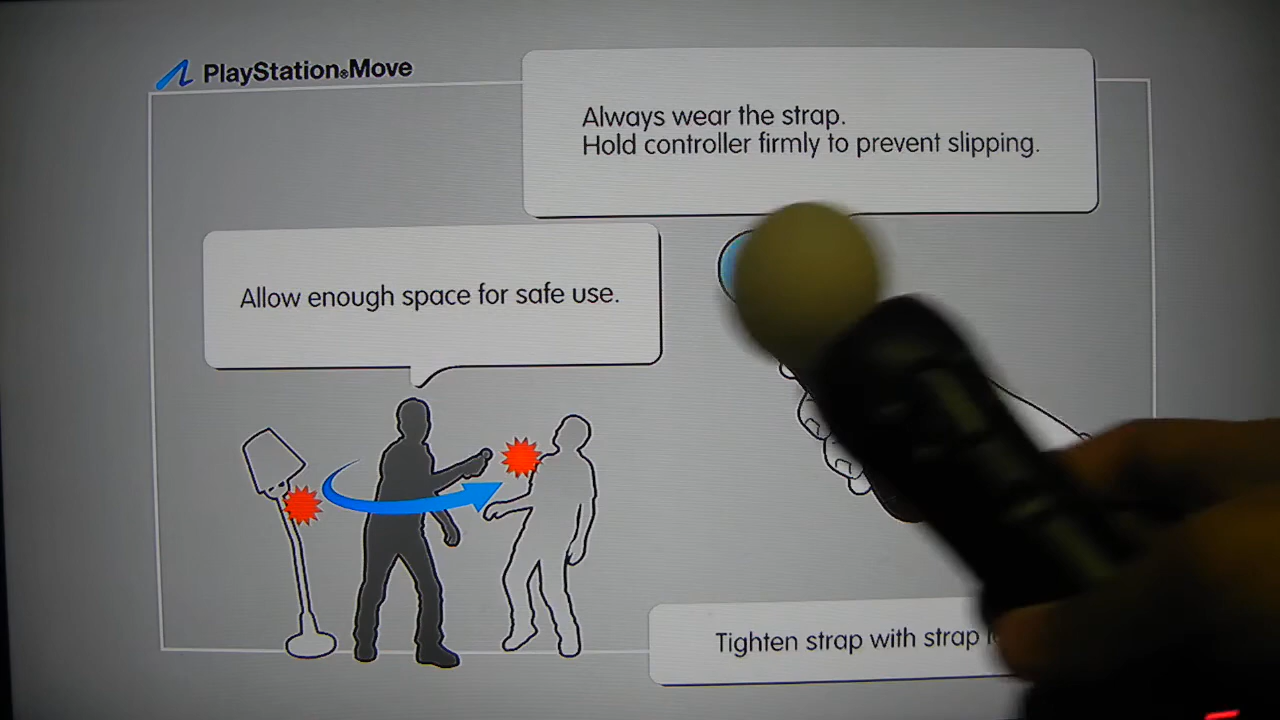 PlayStation®Move
Always wear the strap.
Hold controller firmly to prevent slipping.
Allow enough space for safe use.
Tighten strap with strap